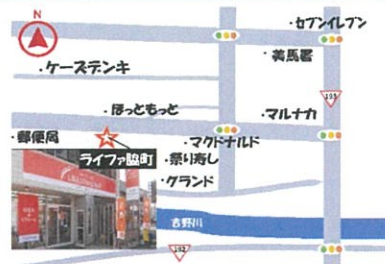 N
・セブンイレブン
・美馬署
・ケーズデンキ
193
・ほっともっと
・マルナカ
・郵便局
・マクドナルド
ライファ脇町
・祭り寿し
・グランド
吉野川
192